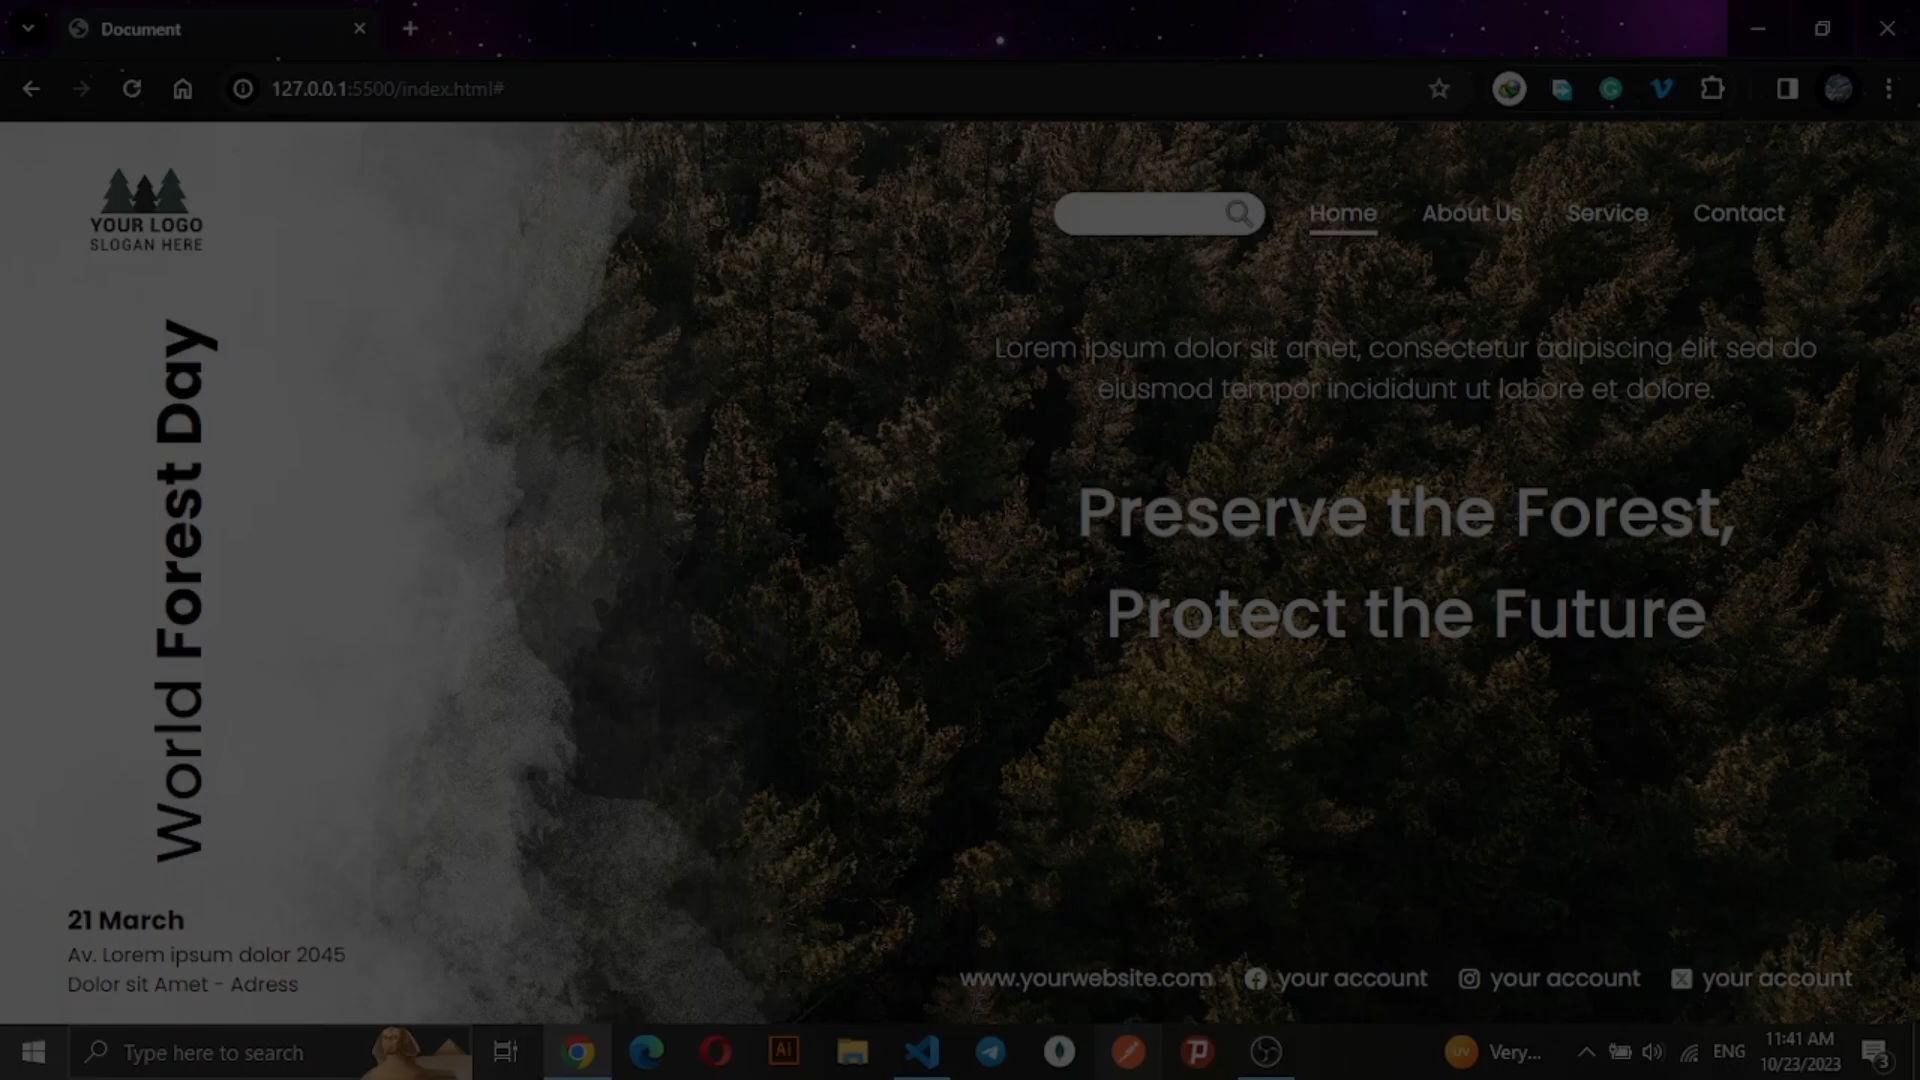 Document
127.0.0.1:5500/index.html#
YOUR LOGO
SLOGAN HERE
Home
About Us
Service
Contact
World Forest Day
Lorem ipsum dolor sit amet, consectetur adipiscing elit sed do
eiusmod tempor incididunt ut labore et dolore.
Preserve the Forest,
Protect the Future
21 March
Av. Lorem ipsum dolor 2045
Dolor sit Amet - Adress
www.yourwebsite.com
your account
your account
your account
Type here to search
Ai
UV
Very...
ENG
11:41 AM
10/23/2023
3